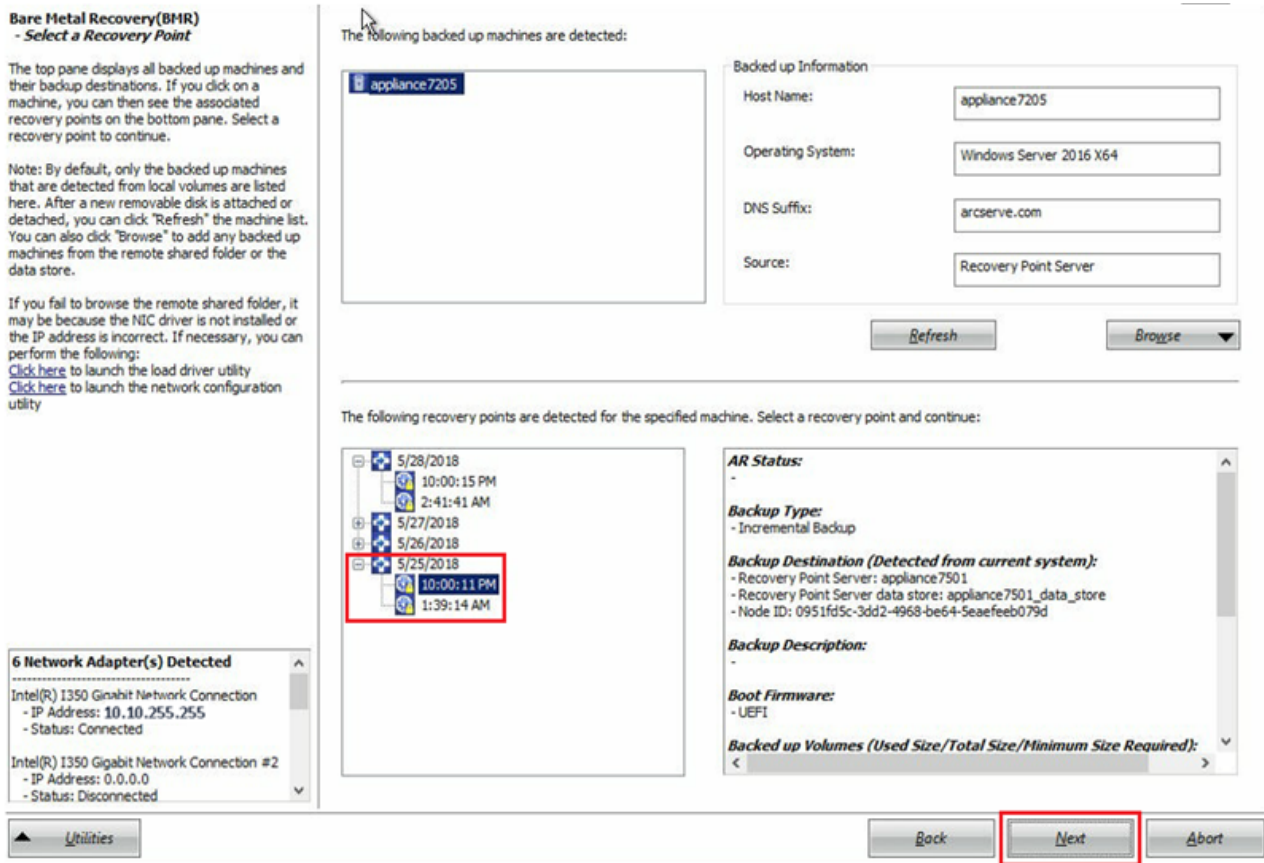 Bare Metal Recovery(BMR)
- Select a Recovery Point
The top pane displays all backed up machines and
their backup destinations. If you click on a
machine, you can then see the associated
recovery points on the bottom pane. Select a
recovery point to continue.
Note: By default, only the backed up machines
that are detected from local volumes are listed
here. After a new removable disk is attached or
detached, you can click "Refresh" the machine list.
You can also click "Browse" to add any backed up
machines from the remote shared folder or the
data store.
If you fail to browse the remote shared folder, it
may be because the NIC driver is not installed or
the IP address is incorrect. If necessary, you can
perform the following:
Click here to launch the load driver utility
Click here to launch the network configuration
utility
6 Network Adapter(s) Detected
------------------------------------
Intel(R) I350 Gigabit Network Connection
- IP Address: 10.10.255.255
- Status: Connected
Intel(R) I350 Gigabit Network Connection #2
- IP Address: 0.0.0.0
- Status: Disconnected
The following backed up machines are detected:
appliance7205
Backed up Information
Host Name:
appliance7205
Operating System:
Windows Server 2016 X64
DNS Suffix:
arcserve.com
Source:
Recovery Point Server
Refresh
Browse
The following recovery points are detected for the specified machine. Select a recovery point and continue:
5/28/2018
10:00:15 PM
2:41:41 AM
5/27/2018
5/26/2018
5/25/2018
10:00:11 PM
1:39:14 AM
AR Status:
-
Backup Type:
- Incremental Backup
Backup Destination (Detected from current system):
- Recovery Point Server: appliance7501
- Recovery Point Server data store: appliance7501_data_store
- Node ID: 0951fd5c-3dd2-4968-be64-5eaefeeb079d
Backup Description:
-
Boot Firmware:
- UEFI
Backed up Volumes (Used Size/Total Size/Minimum Size Required):
Utilities
Back
Next
Abort